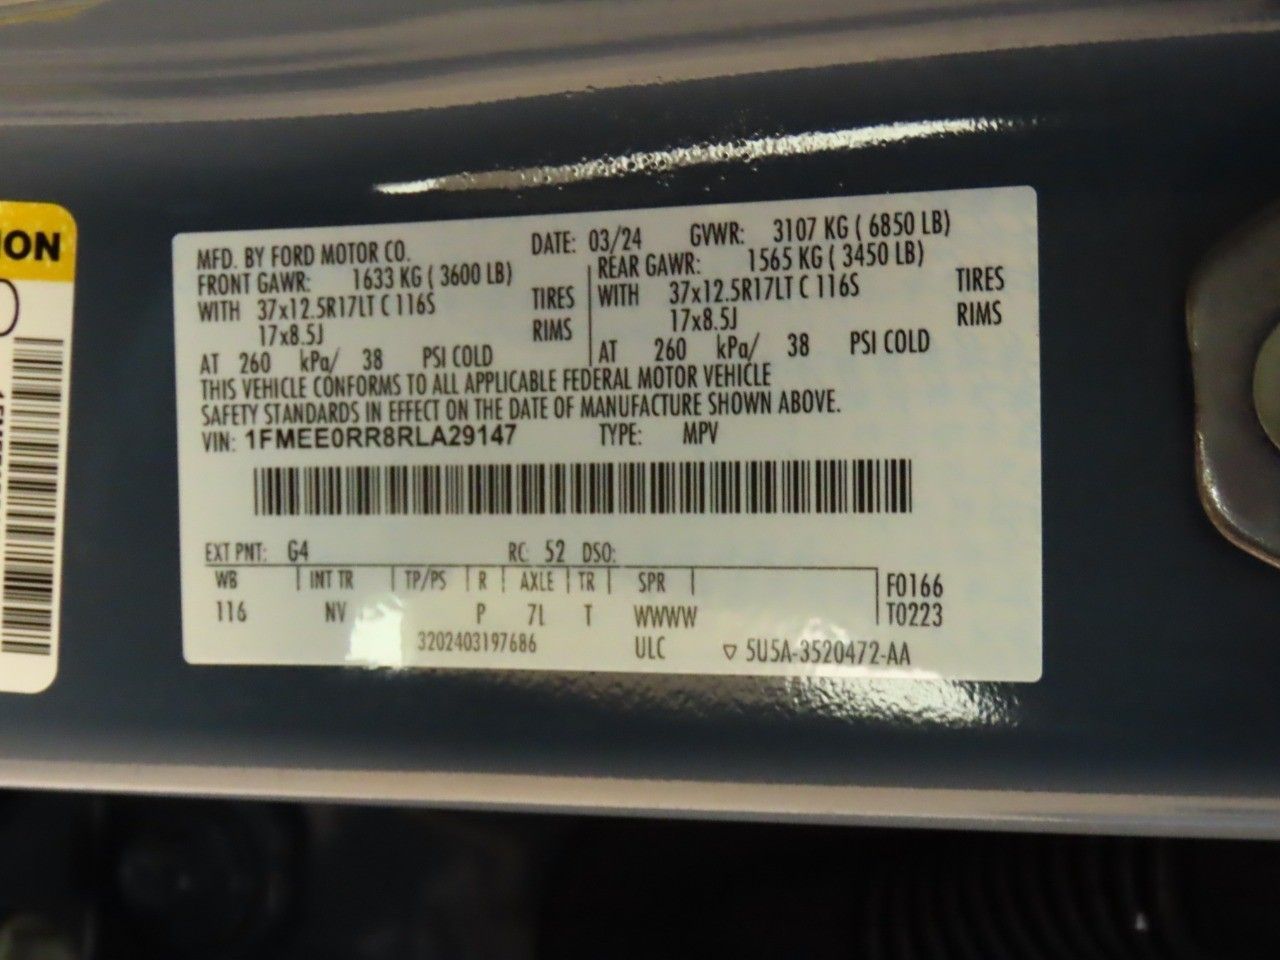 ION
MFD. BY FORD MOTOR CO. DATE: 03/24 GVWR: 3107 KG ( 6850 LB)
FRONT GAWR: 1633 KG ( 3600 LB) REAR GAWR: 1565 KG ( 3450 LB)
WITH 37x12.5R17LT C 116S TIRES WITH 37x12.5R17LT C 116S TIRES
17x8.5J RIMS 17x8.5J RIMS
AT 260 kPa/ 38 PSI COLD AT 260 kPa/ 38 PSI COLD
THIS VEHICLE CONFORMS TO ALL APPLICABLE FEDERAL MOTOR VEHICLE
SAFETY STANDARDS IN EFFECT ON THE DATE OF MANUFACTURE SHOWN ABOVE.
VIN: 1FMEE0RR8RLA29147 TYPE: MPV
EXT PNT: G4 RC: 52 DSO:
WB INT TR TP/PS R AXLE TR SPR F0166
116 NV P 7L T WWWW T0223
3202403197686 ULC ▽ 5U5A-3520472-AA